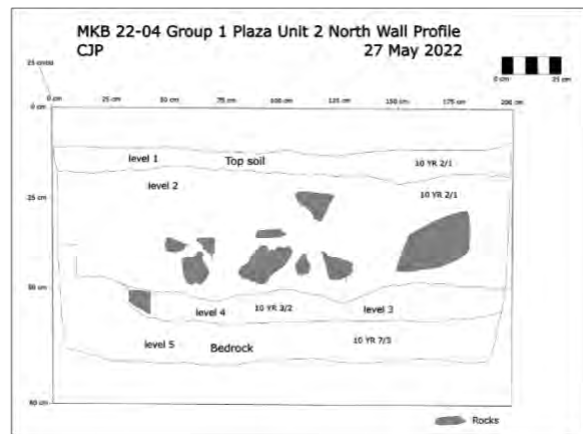 MKB 22-04 Group 1 Plaza Unit 2 North Wall Profile
CJP 27 May 2022
0 cm 25 cm
0 cm 25 cm 50 cm 75 cm 100 cm 125 cm 150 cm 175 cm 200 cm
0 cm
level 1 Top soil 10 YR 2/1
level 2 10 YR 2/1
25 cm
50 cm
level 4 10 YR 3/2 level 3
level 5 Bedrock 10 YR 7/3
Rocks